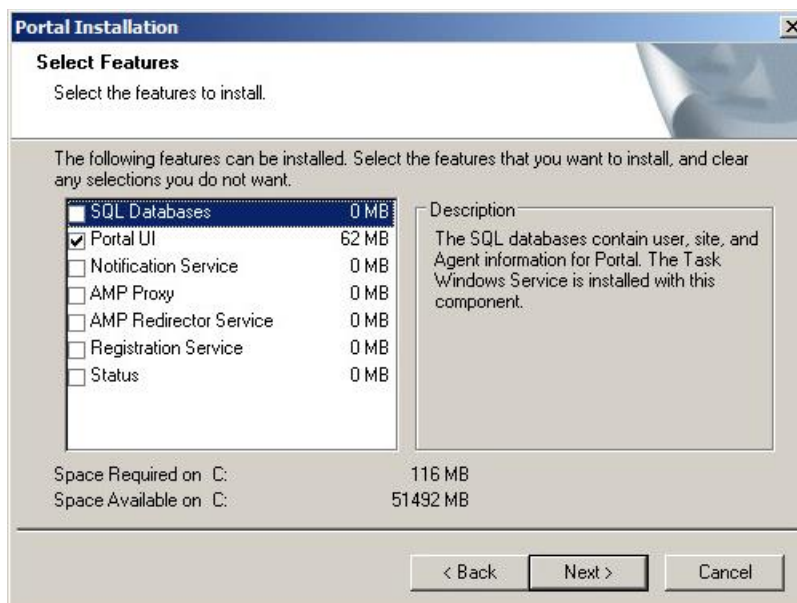 Portal Installation
Select Features
Select the features to install.
The following features can be installed. Select the features that you want to install, and clear
any selections you do not want.
SQL Databases 0 MB
Portal UI 62 MB
Notification Service 0 MB
AMP Proxy 0 MB
AMP Redirector Service 0 MB
Registration Service 0 MB
Status 0 MB
Description
The SQL databases contain user, site, and
Agent information for Portal. The Task
Windows Service is installed with this
component.
Space Required on C: 116 MB
Space Available on C: 51492 MB
< Back Next > Cancel